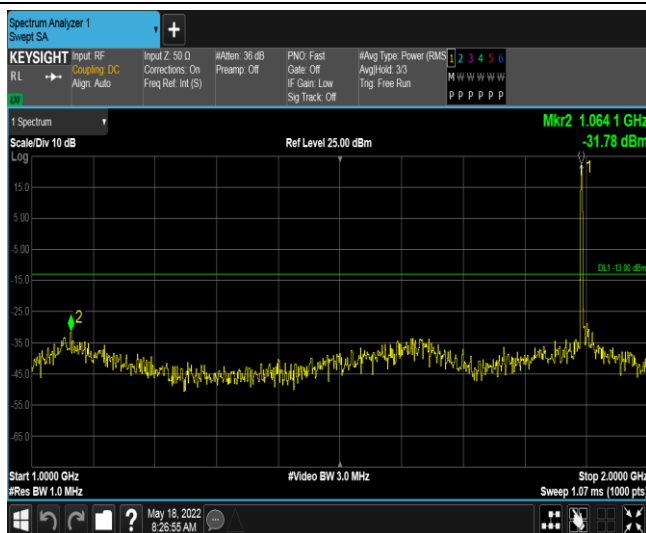 Spectrum Analyzer 1
Swept SA
+
KEYSIGHT
RL
LXI
Input: RF
Coupling: DC
Align: Auto
Input Z: 50 Ω
Corrections: On
Freq Ref: Int (S)
#Atten: 36 dB
Preamp: Off
PNO: Fast
Gate: Off
IF Gain: Low
Sig Track: Off
#Avg Type: Power (RMS
Avg|Hold: 3/3
Trig: Free Run
1 2 3 4 5 6
M W W W W W
P P P P P P
1 Spectrum
Mkr2 1.064 1 GHz
Scale/Div 10 dB
Ref Level 25.00 dBm
-31.78 dBm
Log
1
15.0
5.00
-5.00
DL1 -13.00 dBm
-15.0
-25.0
2
-35.0
-45.0
-55.0
-65.0
Start 1.0000 GHz
#Video BW 3.0 MHz
Stop 2.0000 GHz
#Res BW 1.0 MHz
Sweep 1.07 ms (1000 pts)
?
May 18, 2022
8:26:55 AM